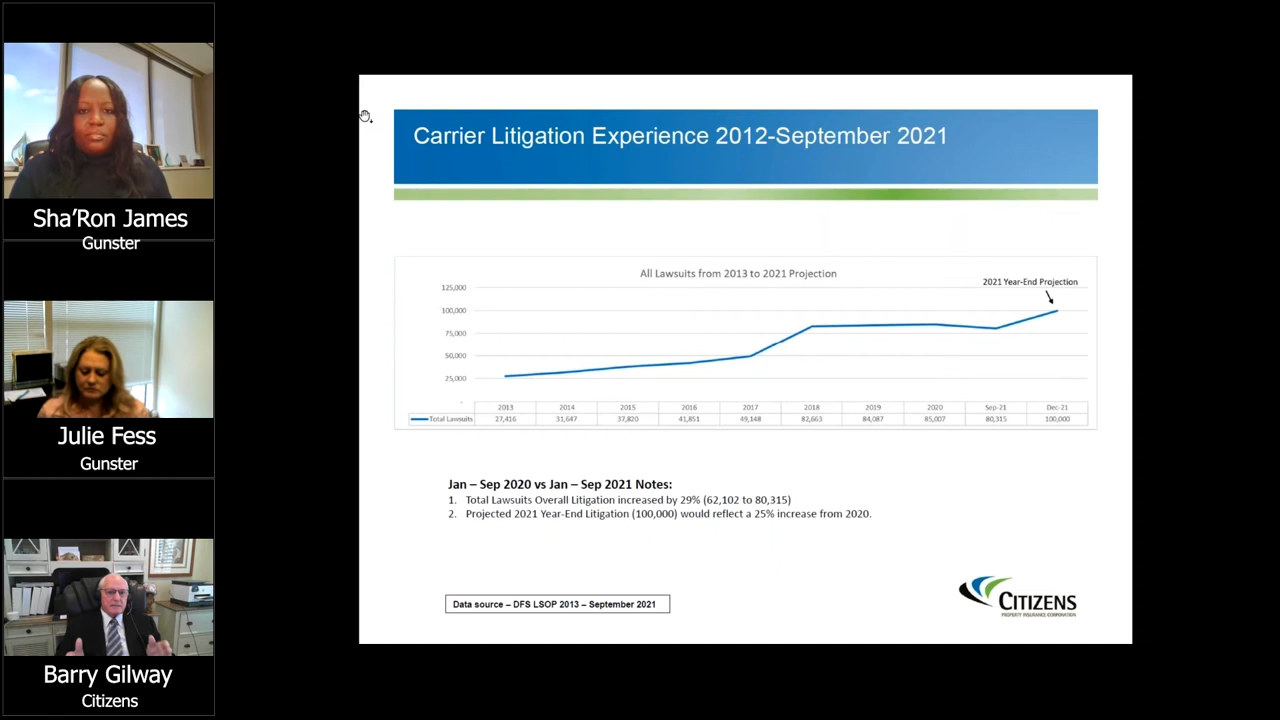 Sha'Ron James
Gunster
Julie Fess
Gunster
Barry Gilway
Citizens
Carrier Litigation Experience 2012-September 2021
All Lawsuits from 2013 to 2021 Projection
2021 Year-End Projection
125,000
100,000
75,000
50,000
25,000
-
2013 2014 2015 2016 2017 2018 2019 2020 Sep-21 Dec-21
Total Lawsuits 27,416 31,647 37,820 41,851 49,148 82,663 84,087 85,007 80,315 100,000
Jan – Sep 2020 vs Jan – Sep 2021 Notes:
1. Total Lawsuits Overall Litigation increased by 29% (62,102 to 80,315)
2. Projected 2021 Year-End Litigation (100,000) would reflect a 25% increase from 2020.
Data source – DFS LSOP 2013 – September 2021
CITIZENS
PROPERTY INSURANCE CORPORATION